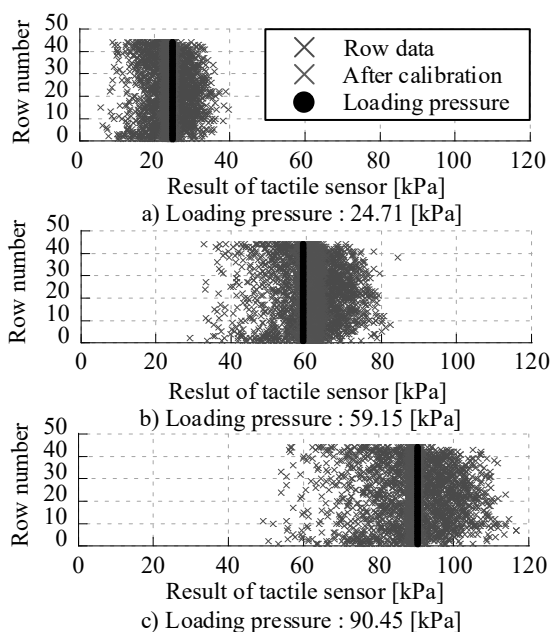 50
40
30
20
10
0
Row number
Row data
After calibration
Loading pressure
0 20 40 60 80 100 120
Result of tactile sensor [kPa]
a) Loading pressure : 24.71 [kPa]
50
40
30
20
10
0
Row number
0 20 40 60 80 100 120
Reslut of tactile sensor [kPa]
b) Loading pressure : 59.15 [kPa]
50
40
30
20
10
0
Row number
0 20 40 60 80 100 120
Result of tactile sensor [kPa]
c) Loading pressure : 90.45 [kPa]